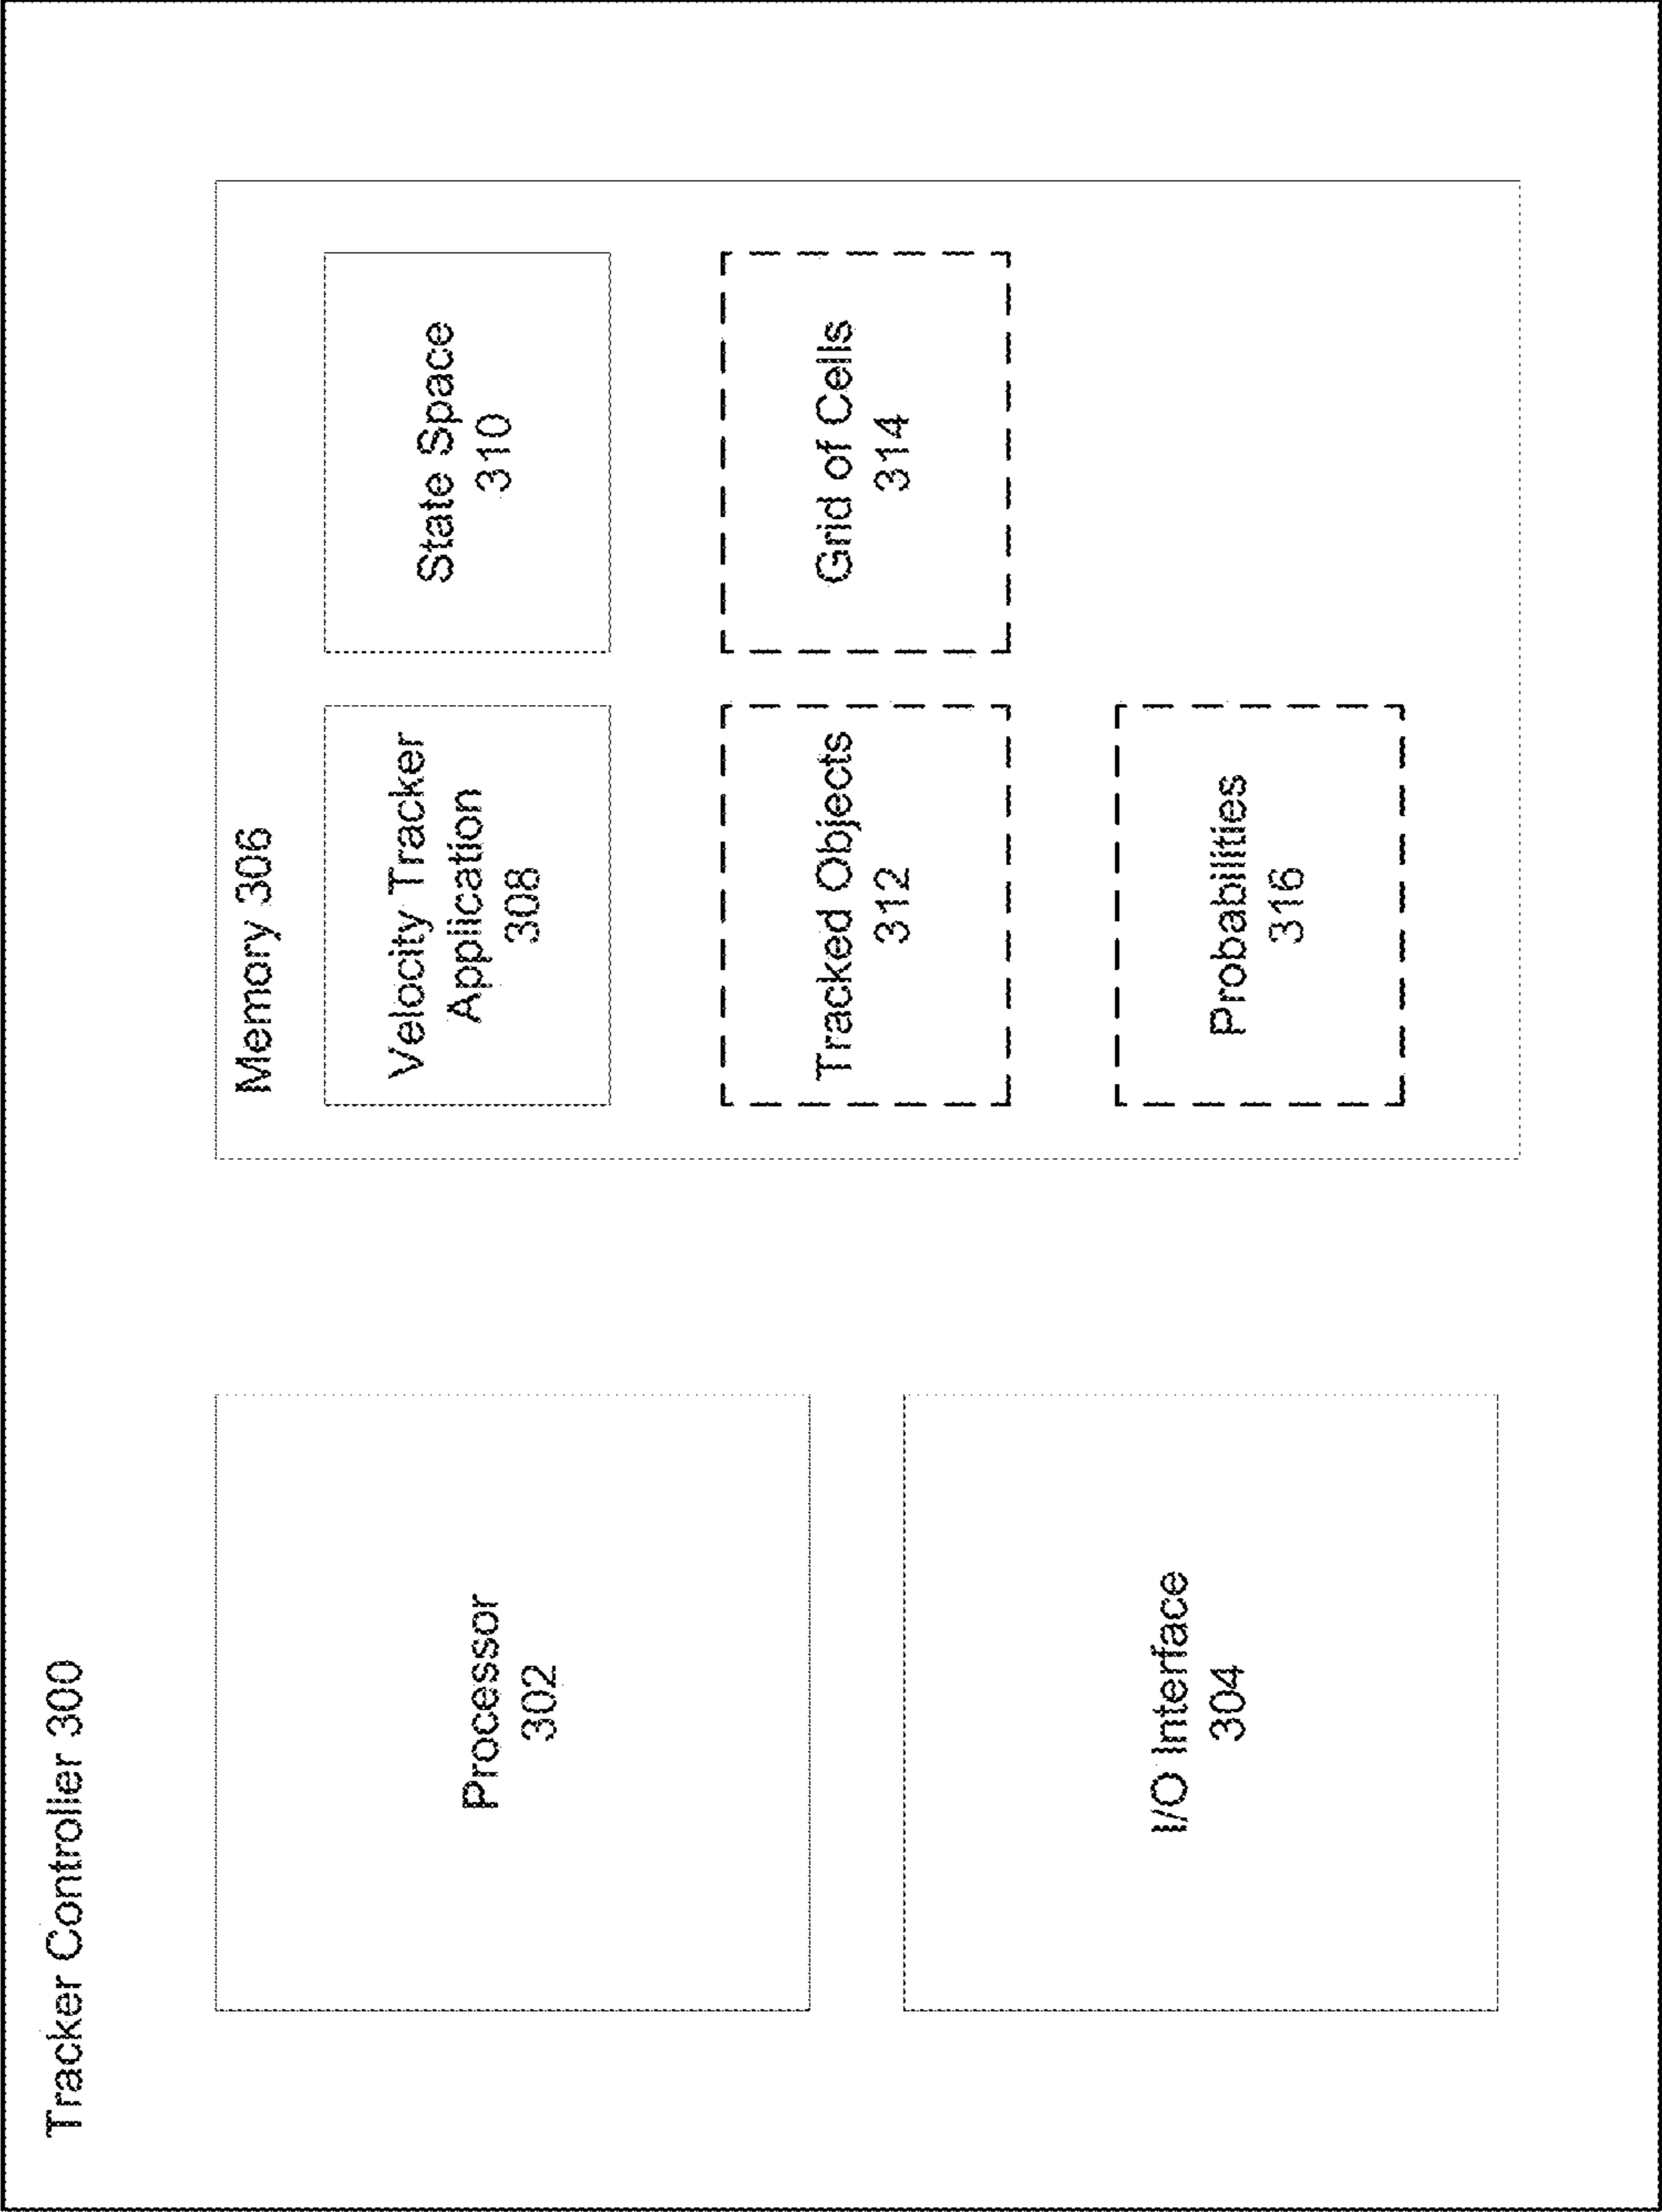 Tracker Controller 300
Processor
302
I/O Interface
304
Memory 306
Velocity Tracker
Application
308
State Space
310
Tracked Objects
312
Grid of Cells
314
Probabilities
316